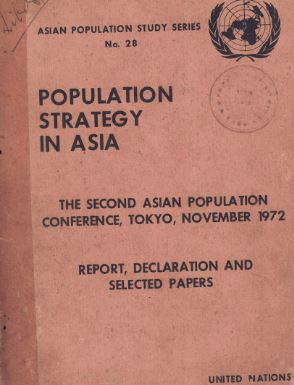 ASIAN POPULATION STUDY SERIES
No. 28
POPULATION
STRATEGY
IN ASIA
THE SECOND ASIAN POPULATION
CONFERENCE, TOKYO, NOVEMBER 1972
REPORT, DECLARATION AND
SELECTED PAPERS
UNITED NATIONS